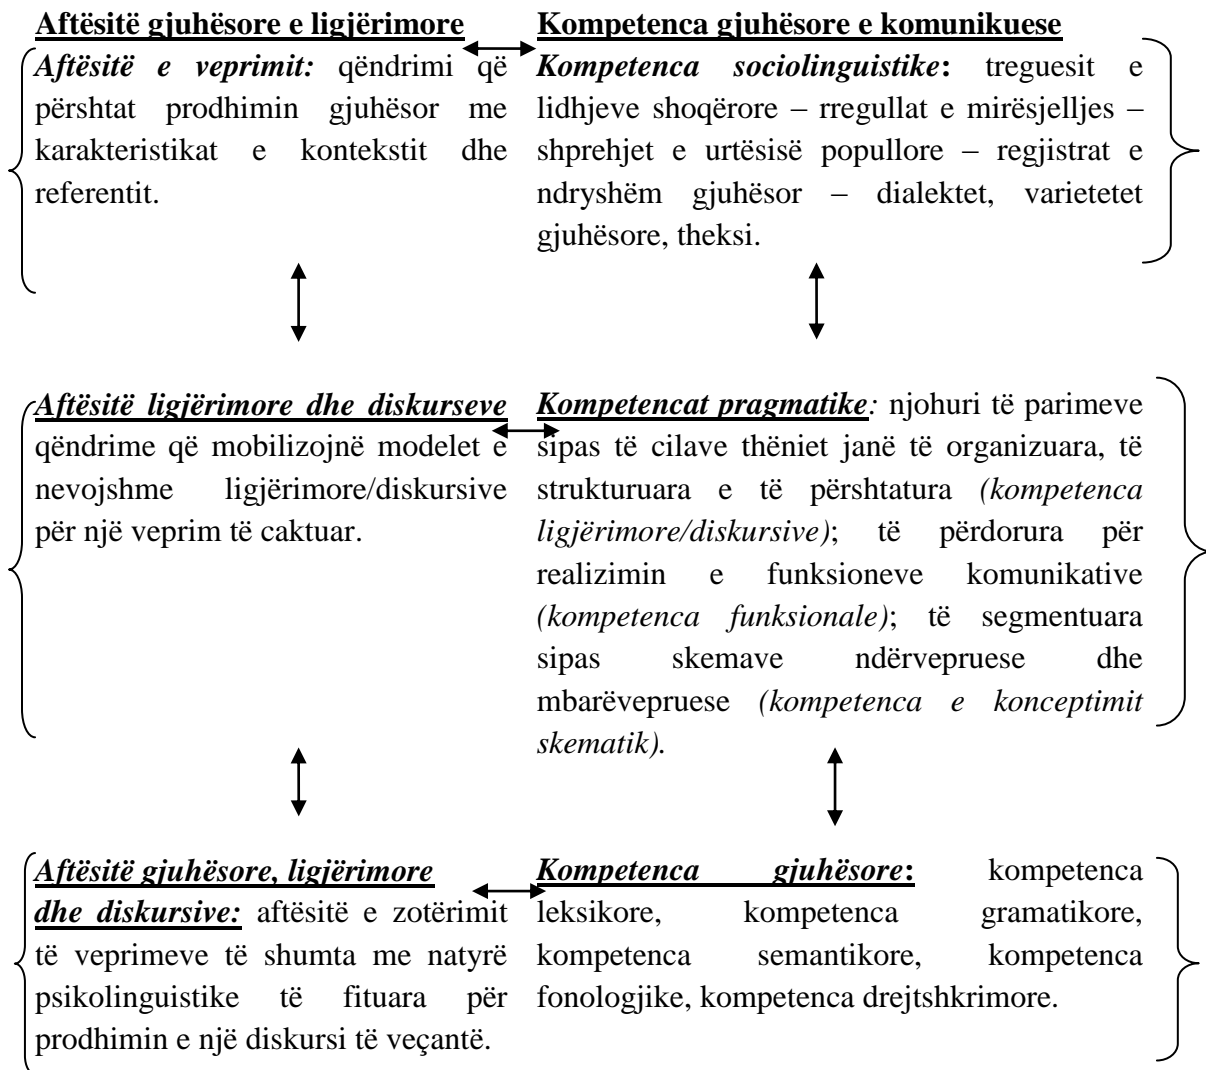 Aftësitë gjuhësore e ligjërimore
Aftësitë e veprimit: qëndrimi që
përshtat prodhimin gjuhësor me
karakteristikat e kontekstit dhe
referentit.
Kompetenca gjuhësore e komunikuese
Kompetenca sociolinguistike: treguesit e
lidhjeve shoqërore – rregullat e mirësjelljes –
shprehjet e urtësisë popullore – regjistrat e
ndryshëm gjuhësor – dialektet, varietetet
gjuhësore, theksi.
Aftësitë ligjërimore dhe diskurseve
qëndrime që mobilizojnë modelet e
nevojshme ligjërimore/diskursive
për një veprim të caktuar.
Kompetencat pragmatike: njohuri të parimeve
sipas të cilave thëniet janë të organizuara, të
strukturuara e të përshtatura (kompetenca
ligjërimore/diskursive); të përdorura për
realizimin e funksioneve komunikative
(kompetenca funksionale); të segmentuara
sipas skemave ndërvepruese dhe
mbarëvepruese (kompetenca e konceptimit
skematik).
Aftësitë gjuhësore, ligjërimore
dhe diskursive: aftësitë e zotërimit
të veprimeve të shumta me natyrë
psikolinguistike të fituara për
prodhimin e një diskursi të veçantë.
Kompetenca gjuhësore: kompetenca
leksikore, kompetenca gramatikore,
kompetenca semantikore, kompetenca
fonologjike, kompetenca drejtshkrimore.